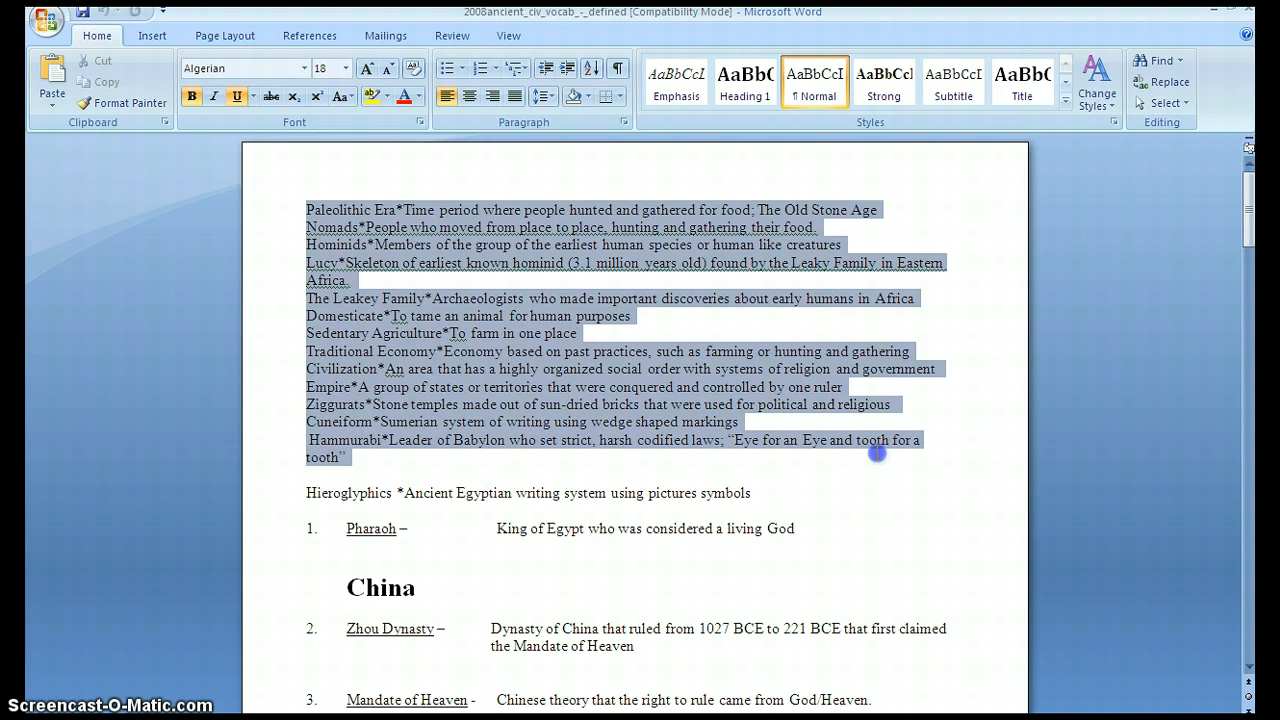 2008ancient_civ_vocab_-_defined [Compatibility Mode] - Microsoft Word
Home Insert Page Layout References Mailings Review View
Paste Cut Copy Format Painter
Algerian 18
B I U abc x₂ x² Aa A
AaBbCcI AaBbC AaBbCcI AaBbCcl AaBbCcI AaBbC
Emphasis Heading 1 ¶ Normal Strong Subtitle Title
Change Styles
Find Replace Select
Clipboard Font Paragraph Styles Editing
Paleolithic Era*Time period where people hunted and gathered for food; The Old Stone Age
Nomads*People who moved from place to place, hunting and gathering their food.
Hominids*Members of the group of the earliest human species or human like creatures
Lucy*Skeleton of earliest known hominid (3.1 million years old) found by the Leaky Family in Eastern
Africa.
The Leakey Family*Archaeologists who made important discoveries about early humans in Africa
Domesticate*To tame an animal for human purposes
Sedentary Agriculture*To farm in one place
Traditional Economy*Economy based on past practices, such as farming or hunting and gathering
Civilization*An area that has a highly organized social order with systems of religion and government
Empire*A group of states or territories that were conquered and controlled by one ruler
Ziggurats*Stone temples made out of sun-dried bricks that were used for political and religious
Cuneiform*Sumerian system of writing using wedge shaped markings
Hammurabi*Leader of Babylon who set strict, harsh codified laws; “Eye for an Eye and tooth for a
tooth”
Hieroglyphics *Ancient Egyptian writing system using pictures symbols
1. Pharaoh – King of Egypt who was considered a living God
China
2. Zhou Dynasty – Dynasty of China that ruled from 1027 BCE to 221 BCE that first claimed
the Mandate of Heaven
3. Mandate of Heaven - Chinese theory that the right to rule came from God/Heaven.
Screencast-O-Matic.com